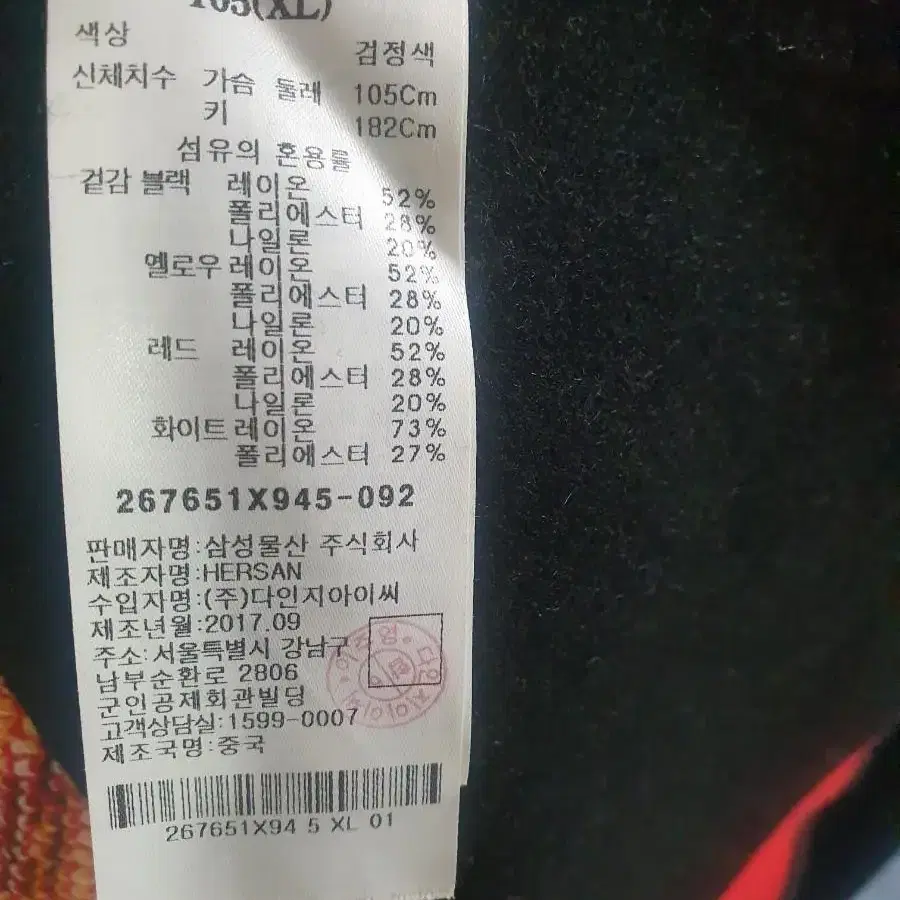 105(XL)
색상 검정색
신체치수 가슴 둘레 105Cm
키 182Cm
섬유의 혼용률
겉감 블랙 레이온 52%
폴리에스터 28%
나일론 20%
옐로우 레이온 52%
폴리에스터 28%
나일론 20%
레드 레이온 52%
폴리에스터 28%
나일론 20%
화이트 레이온 73%
폴리에스터 27%
267651X945-092
판매자명:삼성물산 주식회사
제조자명:HERSAN
수입자명:(주)다인지아이씨
제조년월:2017.09
주소:서울특별시 강남구
남부순환로 2806
군인공제회관빌딩
고객상담실:1599-0007
제조국명:중국
267651X94 5 XL 01